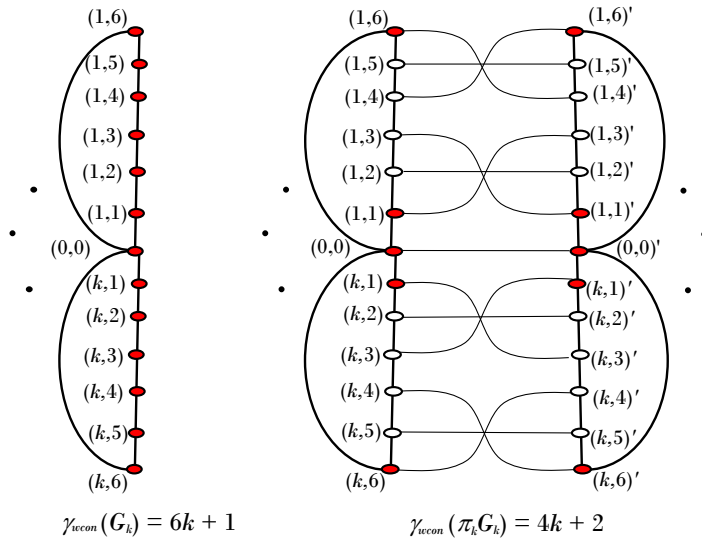 (1,6) (1,6) (1,6)′
(1,5) (1,5) (1,5)′
(1,4) (1,4) (1,4)′
(1,3) (1,3) (1,3)′
(1,2) (1,2) (1,2)′
(1,1) (1,1) (1,1)′
(0,0) (0,0) (0,0)′
(k,1) (k,1) (k,1)′
(k,2) (k,2) (k,2)′
(k,3) (k,3) (k,3)′
(k,4) (k,4) (k,4)′
(k,5) (k,5) (k,5)′
(k,6) (k,6) (k,6)′
γwcon(Gk) = 6k + 1 γwcon(πkGk) = 4k + 2